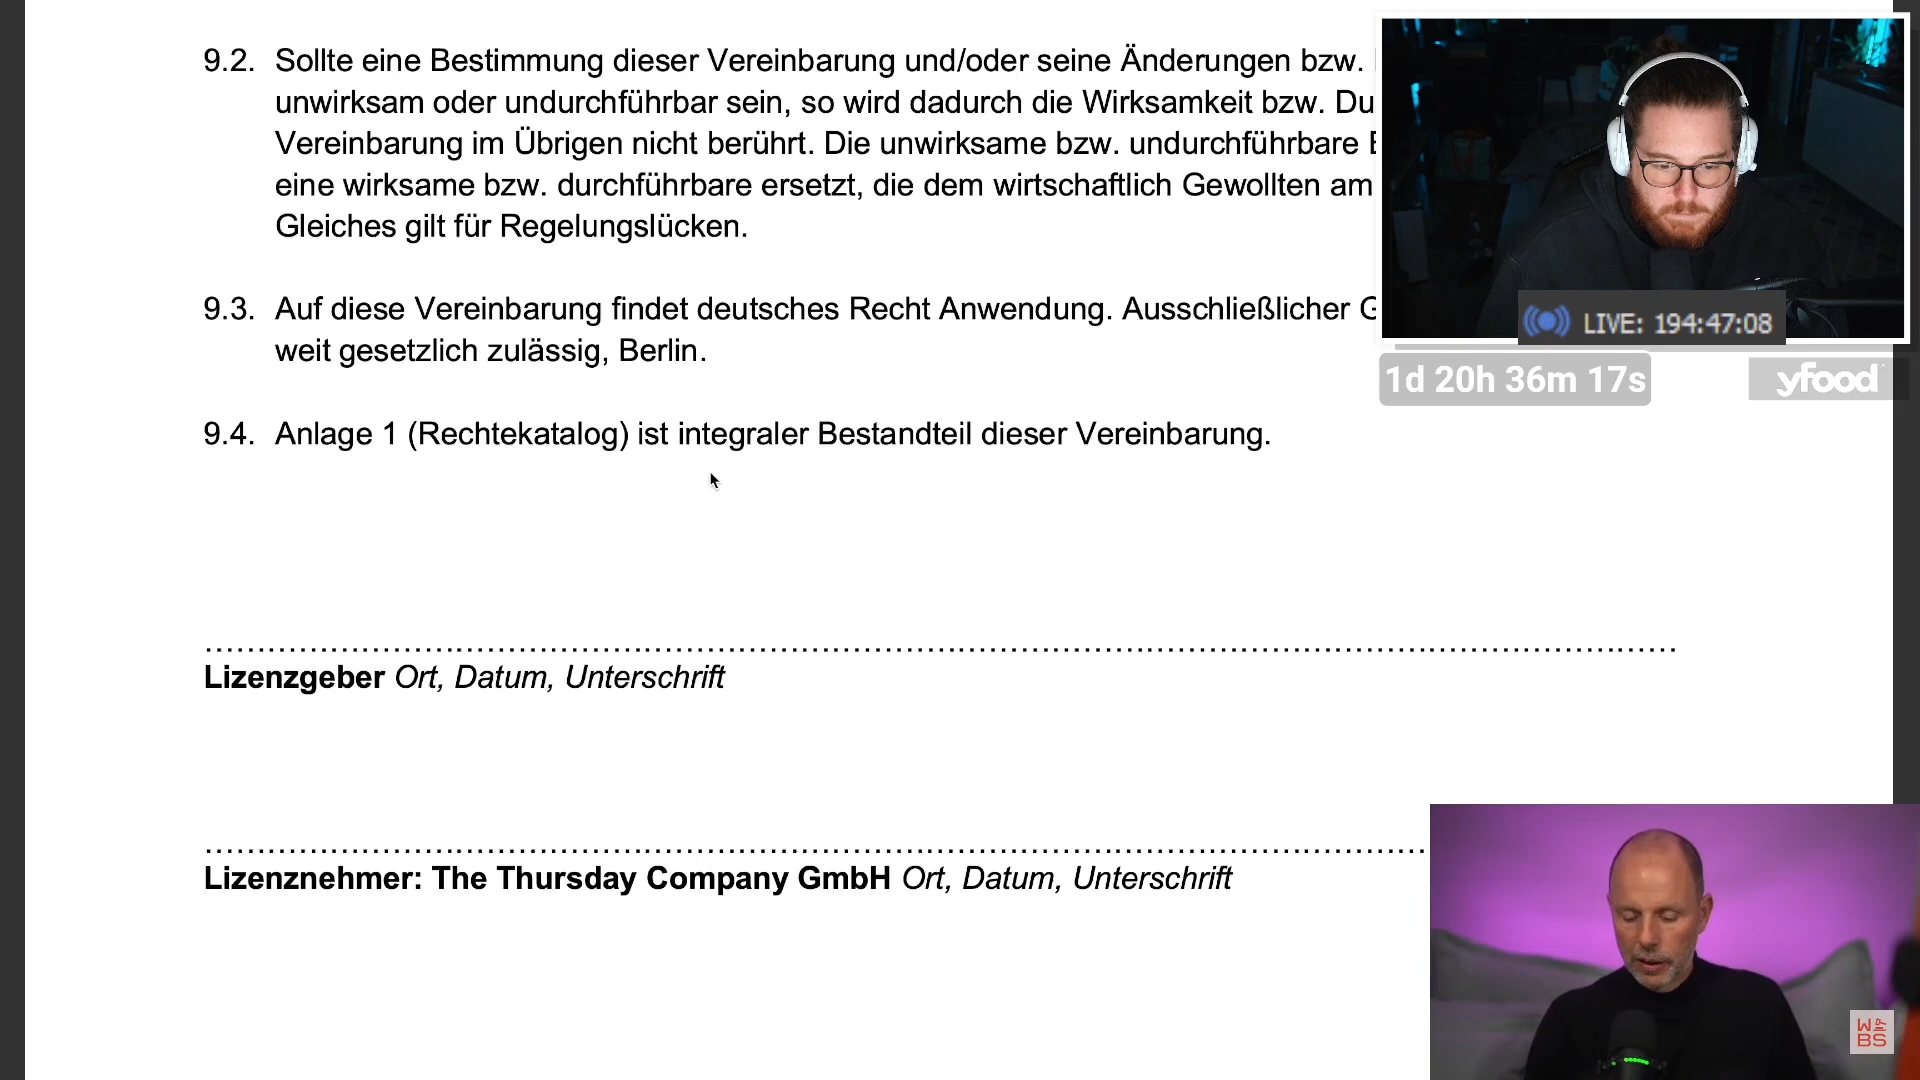 9.2. Sollte eine Bestimmung dieser Vereinbarung und/oder seine Änderungen bzw.
unwirksam oder undurchführbar sein, so wird dadurch die Wirksamkeit bzw. Du
Vereinbarung im Übrigen nicht berührt. Die unwirksame bzw. undurchführbare
eine wirksame bzw. durchführbare ersetzt, die dem wirtschaftlich Gewollten am
Gleiches gilt für Regelungslücken.
9.3. Auf diese Vereinbarung findet deutsches Recht Anwendung. Ausschließlicher G
weit gesetzlich zulässig, Berlin.
LIVE: 194:47:08
1d 20h 36m 17s
yfood
9.4. Anlage 1 (Rechtekatalog) ist integraler Bestandteil dieser Vereinbarung.
Lizenzgeber Ort, Datum, Unterschrift
Lizenznehmer: The Thursday Company GmbH Ort, Datum, Unterschrift
WBS